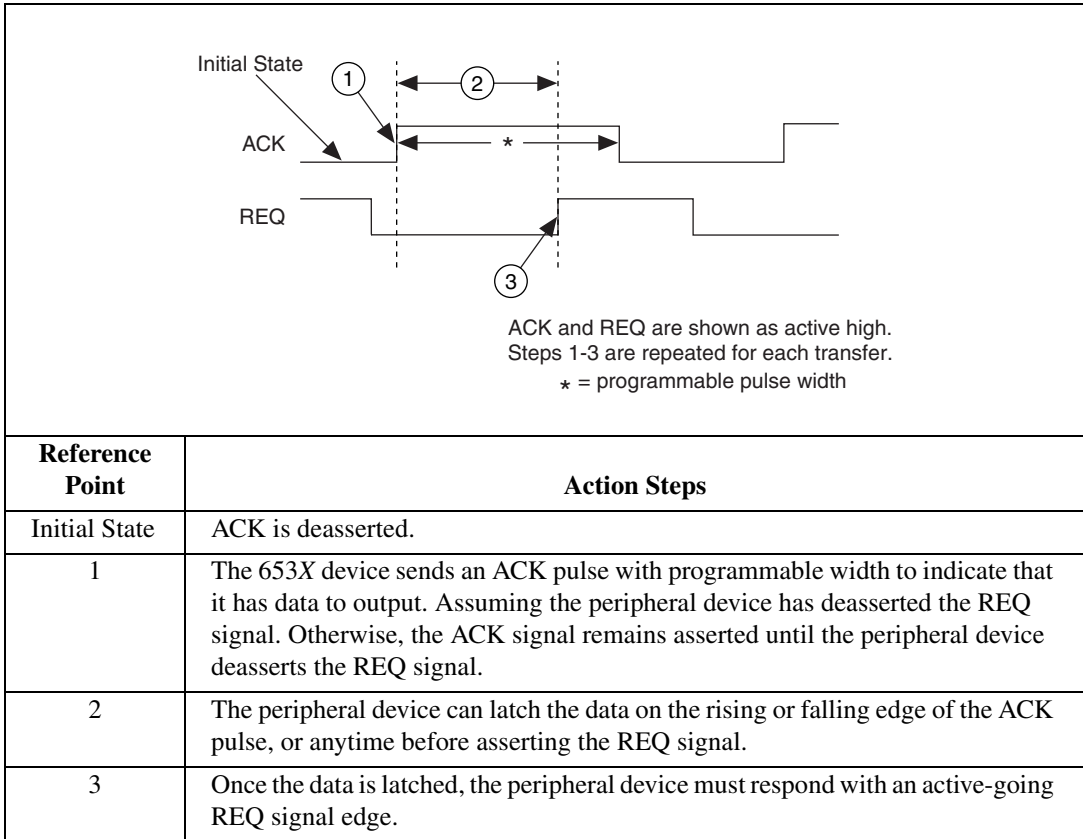 Initial State
1
2
ACK
*
REQ
3
ACK and REQ are shown as active high.
Steps 1-3 are repeated for each transfer.
* = programmable pulse width
Reference
Point
Action Steps
Initial State
ACK is deasserted.
1
The 653X device sends an ACK pulse with programmable width to indicate that
it has data to output. Assuming the peripheral device has deasserted the REQ
signal. Otherwise, the ACK signal remains asserted until the peripheral device
deasserts the REQ signal.
2
The peripheral device can latch the data on the rising or falling edge of the ACK
pulse, or anytime before asserting the REQ signal.
3
Once the data is latched, the peripheral device must respond with an active-going
REQ signal edge.